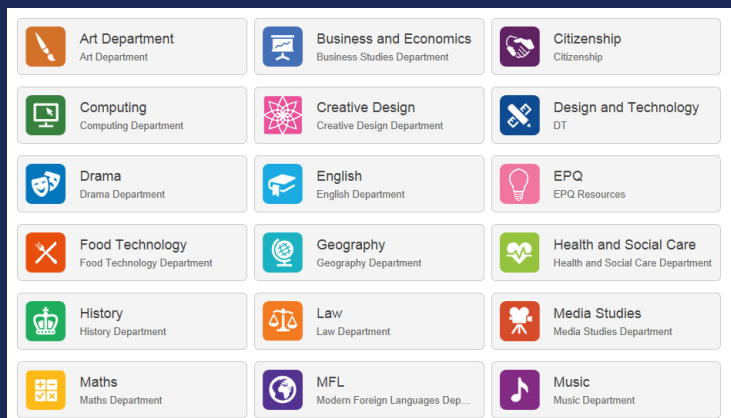 Art Department
Art Department
Business and Economics
Business Studies Department
Citizenship
Citizenship
Computing
Computing Department
Creative Design
Creative Design Department
Design and Technology
DT
Drama
Drama Department
English
English Department
EPQ
EPQ Resources
Food Technology
Food Technology Department
Geography
Geography Department
Health and Social Care
Health and Social Care Department
History
History Department
Law
Law Department
Media Studies
Media Studies Department
Maths
Maths Department
MFL
Modern Foreign Languages Dep...
Music
Music Department